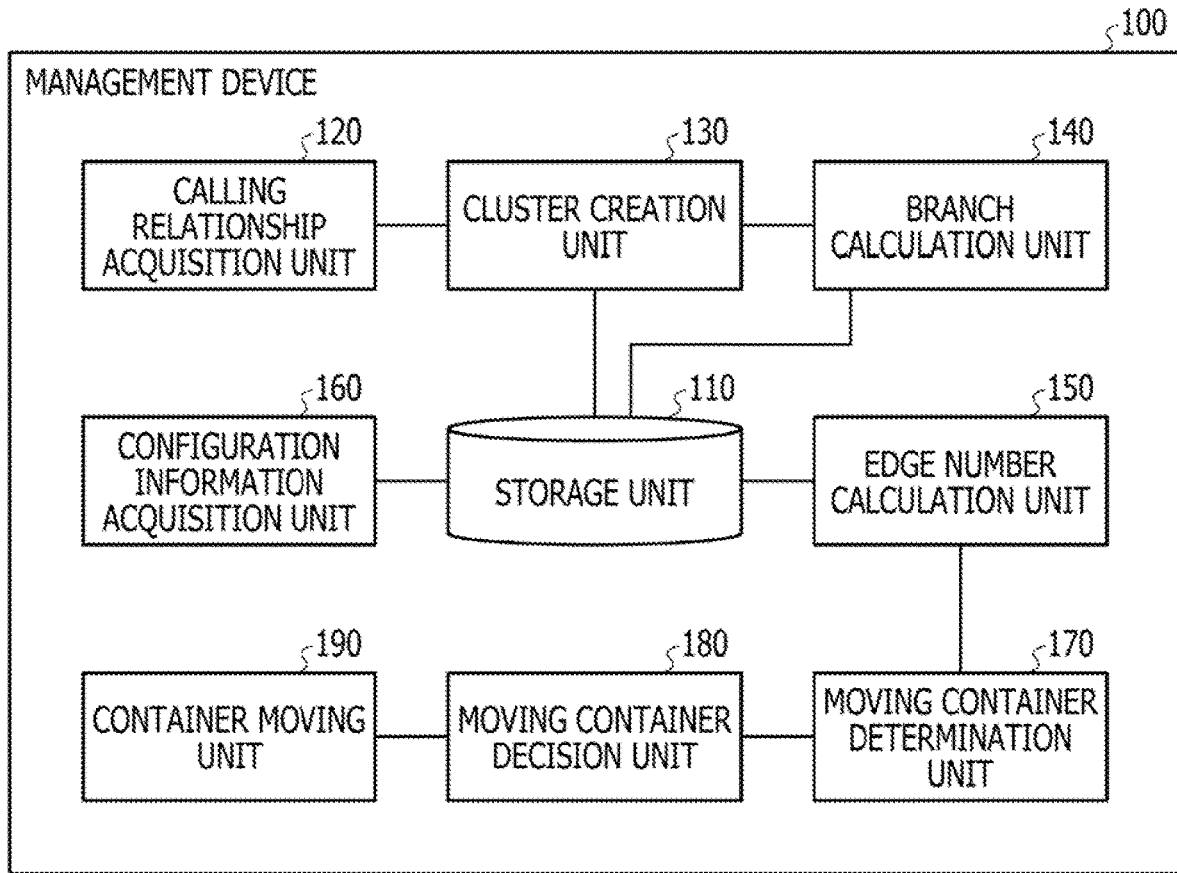 100
MANAGEMENT DEVICE
120
CALLING
RELATIONSHIP
ACQUISITION UNIT
130
CLUSTER CREATION
UNIT
140
BRANCH
CALCULATION UNIT
160
CONFIGURATION
INFORMATION
ACQUISITION UNIT
110
STORAGE UNIT
150
EDGE NUMBER
CALCULATION UNIT
190
CONTAINER MOVING
UNIT
180
MOVING CONTAINER
DECISION UNIT
170
MOVING CONTAINER
DETERMINATION
UNIT